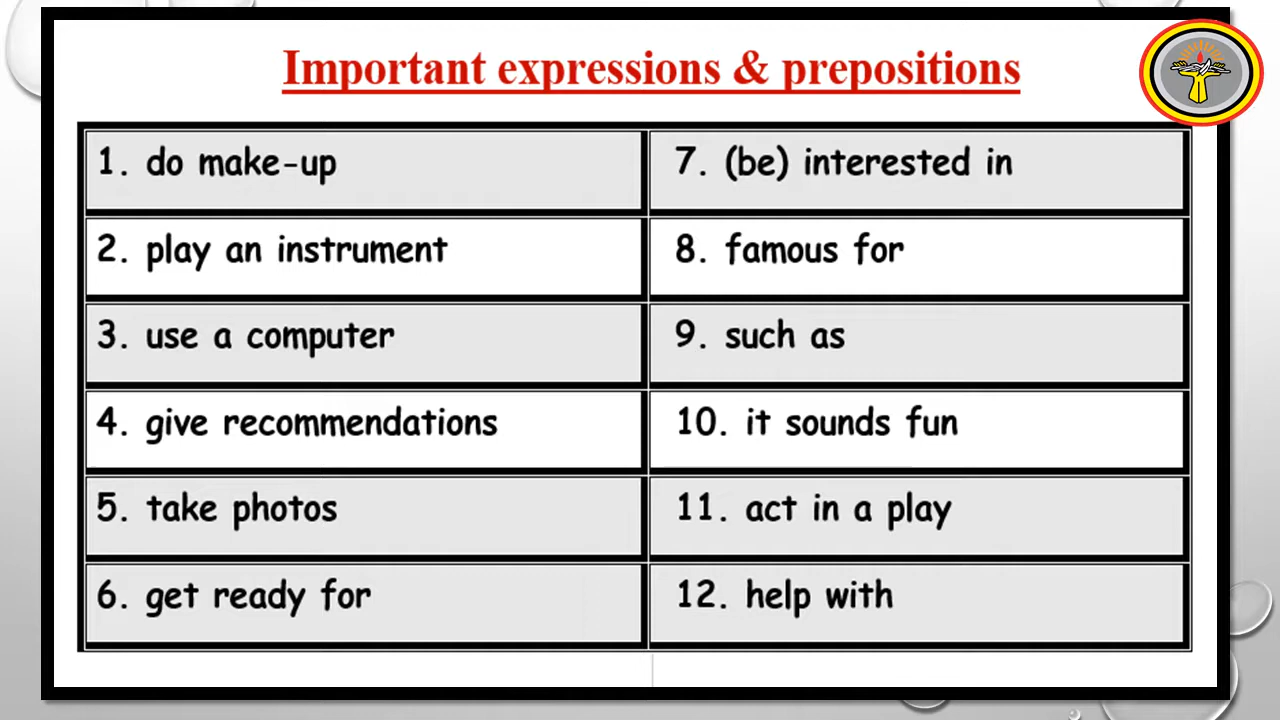 Important expressions & prepositions
1. do make-up
7. (be) interested in
2. play an instrument
8. famous for
3. use a computer
9. such as
4. give recommendations
10. it sounds fun
5. take photos
11. act in a play
6. get ready for
12. help with